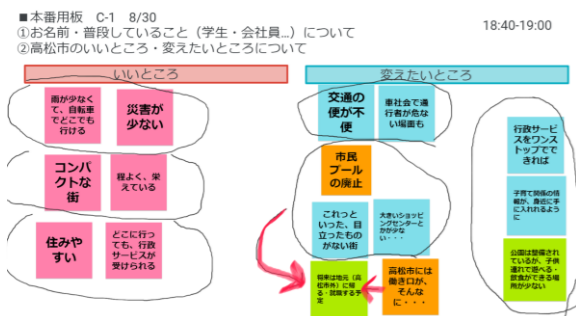 ■本番用板 C-1 8/30
①お名前・普段していること（学生・会社員…）について
②高松市のいいところ・変えたいところについて
18:40-19:00
いいところ
雨が少なく
て、自転車
でどこでも
行ける
災害が
少ない
コンパ
クトな
街
程よく、栄
えている
住みや
すい
どこに行っ
ても、行政
サービスが
受けられる
変えたいところ
交通の
便が不
便
車社会で通
行者が危な
い場面も
市民
プール
の廃止
これっと
いった、目
立ったもの
がない街
大きいショッピ
ングセンターと
かが少な
い・・・
将来は地元（高
松市外）に帰
る・就職する予
定
高松市には
働き口が、
そんな
に・・・
行政サービ
スをワンス
トップでで
きれば
子育て関係の情
報が、身近に手
に入れれるよう
に
公園は整備され
ているが、子供
連れで遊べる・
飲食ができる場
所が少ない